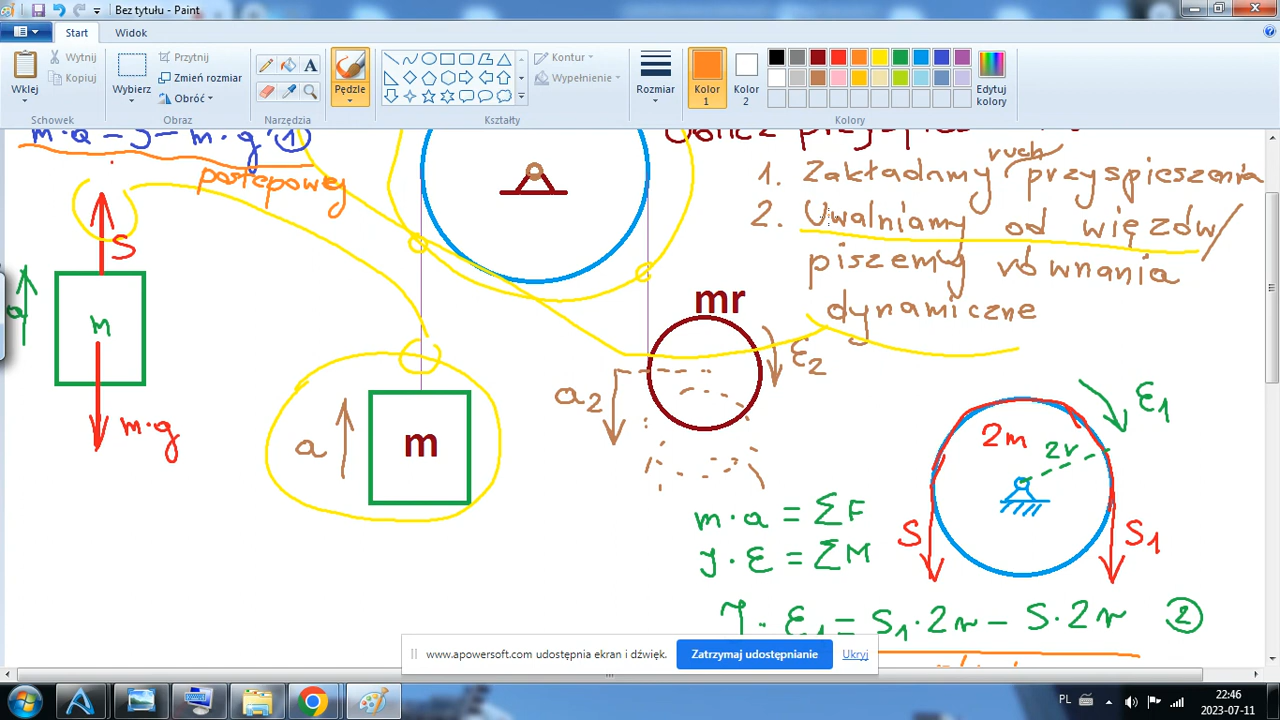 Bez tytułu - Paint
Start
Widok
Wklej
Wytnij
Kopiuj
Schowek
Wybierz
Przytnij
Zmień rozmiar
Obróć
Obraz
Narzędzia
Pędzle
Kształty
Kontur
Wypełnienie
Rozmiar
Kolor 1
Kolor 2
Edytuj kolory
Kolory
m·a = S - m·g ①
postępowej
ruch
1. Zakładamy przyspieszenia
2. Uwalniamy od więzów/
piszemy równania
dynamiczne
S
a
m
m·g
a
m
mr
a2
ε2
ε1
2m
2r
S
S1
m·a = ΣF
J·ε = ΣM
J·ε1 = S1·2r - S·2r ②
www.apowersoft.com udostępnia ekran i dźwięk.
Zatrzymaj udostępnianie
Ukryj
PL
22:46
2023-07-11